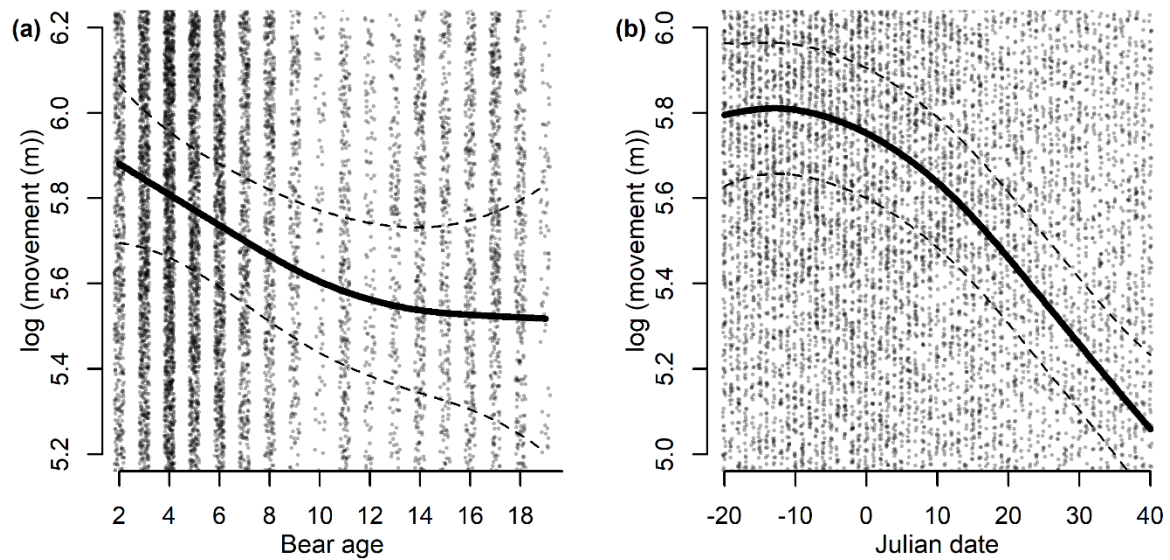 (a)
log (movement (m))
6.2
6.0
5.8
5.6
5.4
5.2
2 4 6 8 10 12 14 16 18
Bear age
(b)
log (movement (m))
6.0
5.8
5.6
5.4
5.2
5.0
-20 -10 0 10 20 30 40
Julian date